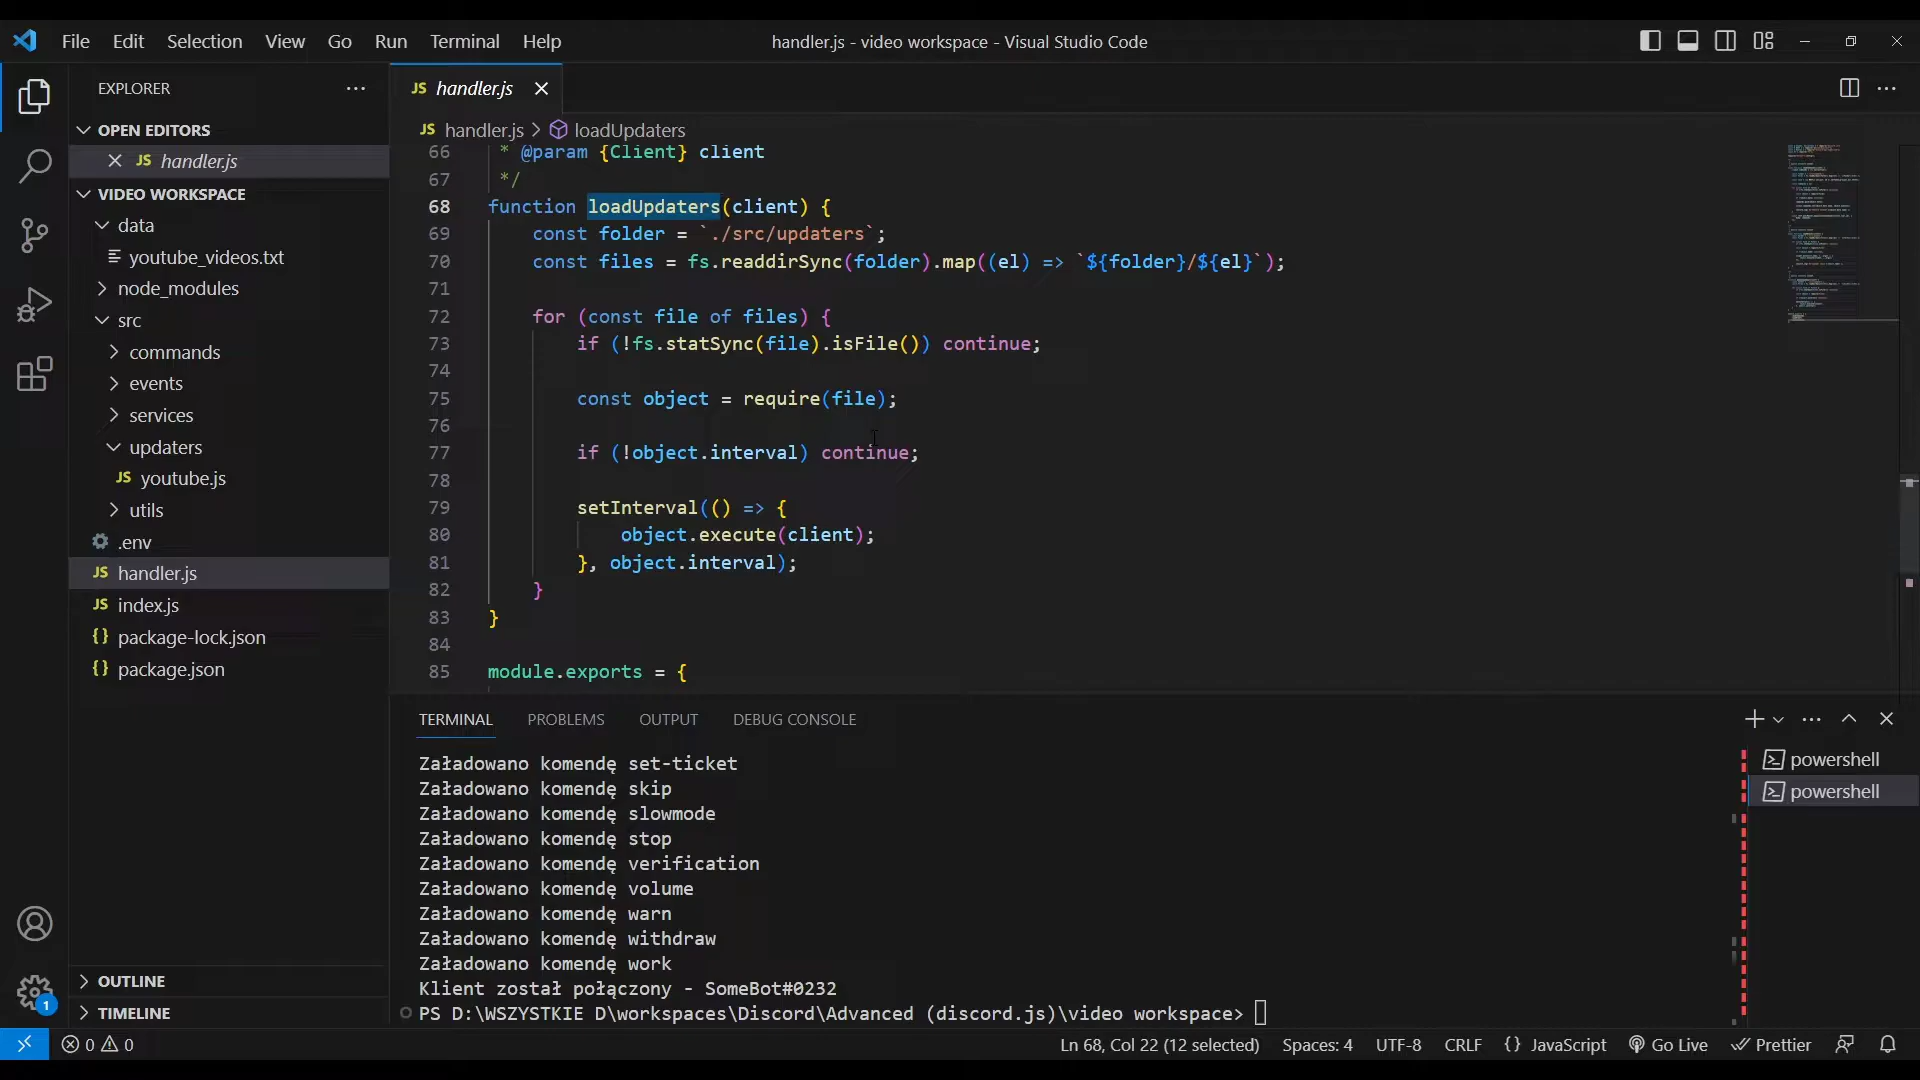 File Edit Selection View Go Run Terminal Help
handler.js - video workspace - Visual Studio Code
EXPLORER
OPEN EDITORS
JS handler.js
VIDEO WORKSPACE
data
youtube_videos.txt
node_modules
src
commands
events
services
updaters
JS youtube.js
utils
.env
JS handler.js
JS index.js
{} package-lock.json
{} package.json
OUTLINE
TIMELINE
1
JS handler.js
JS handler.js > loadUpdaters
66 * @param {Client} client
67 */
68 function loadUpdaters(client) {
69 const folder = `./src/updaters`;
70 const files = fs.readdirSync(folder).map((el) => `${folder}/${el}`);
71
72 for (const file of files) {
73 if (!fs.statSync(file).isFile()) continue;
74
75 const object = require(file);
76
77 if (!object.interval) continue;
78
79 setInterval(() => {
80 object.execute(client);
81 }, object.interval);
82 }
83 }
84
85 module.exports = {
TERMINAL PROBLEMS OUTPUT DEBUG CONSOLE
Załadowano komendę set-ticket
Załadowano komendę skip
Załadowano komendę slowmode
Załadowano komendę stop
Załadowano komendę verification
Załadowano komendę volume
Załadowano komendę warn
Załadowano komendę withdraw
Załadowano komendę work
Klient został połączony - SomeBot#0232
PS D:\WSZYSTKIE D\workspaces\Discord\Advanced (discord.js)\video workspace>
powershell
powershell
0 0
Ln 68, Col 22 (12 selected) Spaces: 4 UTF-8 CRLF {} JavaScript Go Live Prettier